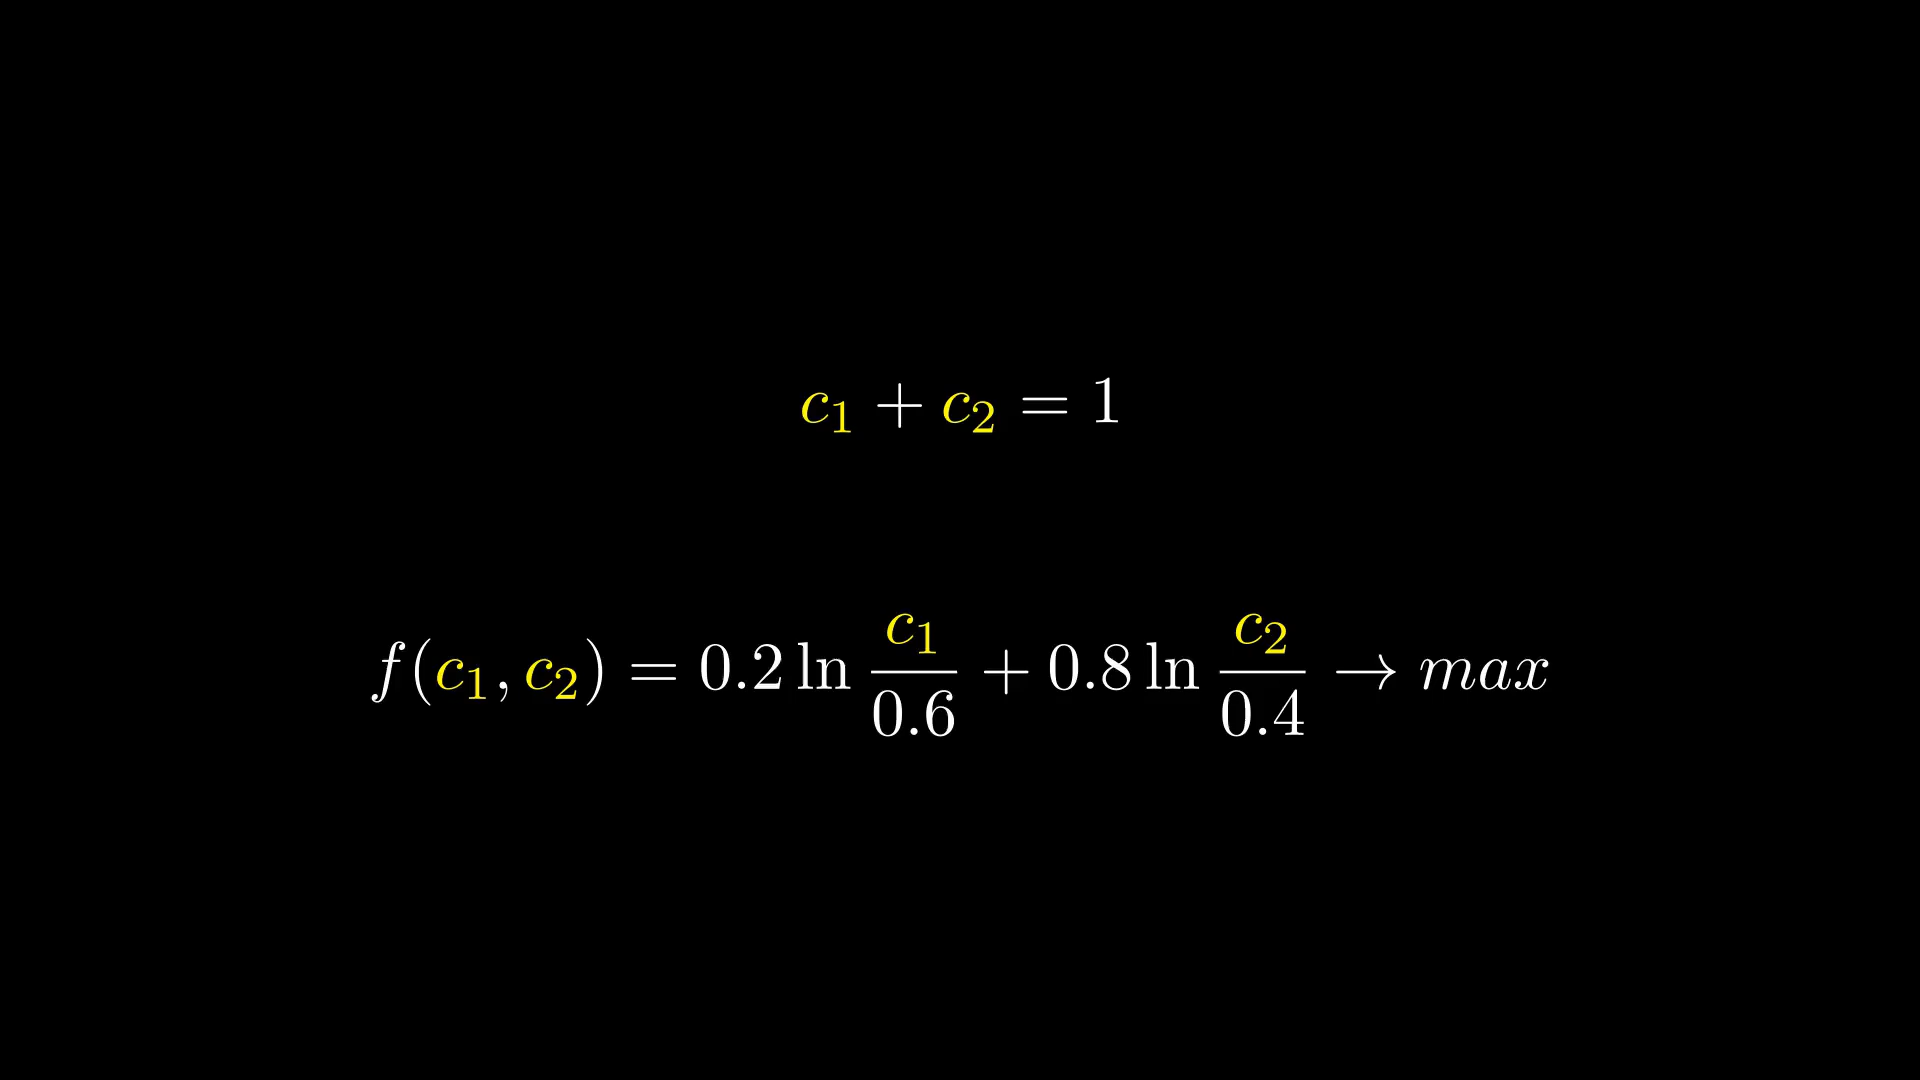 c₁ + c₂ = 1
f(c₁, c₂) = 0.2 ln c₁/0.6 + 0.8 ln c₂/0.4 → max